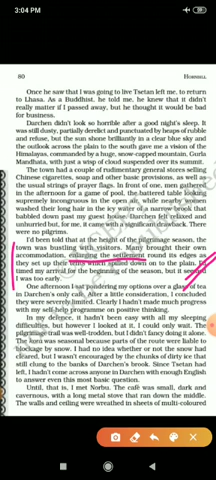 3:04 PM
80 HORNBILL
Once he saw that I was going to live Tsetan left me, to return
to Lhasa. As a Buddhist, he told me, he knew that it didn't
really matter if I passed away, but he thought it would be bad
for business.
Darchen didn't look so horrible after a good night's sleep. It
was still dusty, partially derelict and punctuated by heaps of rubble
and refuse, but the sun shone brilliantly in a clear blue sky and
the outlook across the plain to the south gave me a vision of the
Himalayas, commanded by a huge, snow-capped mountain, Gurla
Mandhata, with just a wisp of cloud suspended over its summit.
The town had a couple of rudimentary general stores selling
Chinese cigarettes, soap and other basic provisions, as well as
the usual strings of prayer flags. In front of one, men gathered
in the afternoon for a game of pool, the battered table looking
supremely incongruous in the open air, while nearby women
washed their long hair in the icy water of a narrow brook that
babbled down past my guest house. Darchen felt relaxed and
unhurried but, for me, it came with a significant drawback. There
were no pilgrims.
I'd been told that at the height of the pilgrimage season, the
town was bustling with visitors. Many brought their own
accommodation, enlarging the settlement round its edges as
they set up their tents which spilled down on to the plain. I'd
timed my arrival for the beginning of the season, but it seemed
I was too early.
One afternoon I sat pondering my options over a glass of tea
in Darchen's only cafe. After a little consideration, I concluded
they were severely limited. Clearly I hadn't made much progress
with my self-help programme on positive thinking.
In my defence, it hadn't been easy with all my sleeping
difficulties, but however I looked at it, I could only wait. The
pilgrimage trail was well-trodden, but I didn't fancy doing it alone.
The kora was seasonal because parts of the route were liable to
blockage by snow. I had no idea whether or not the snow had
cleared, but I wasn't encouraged by the chunks of dirty ice that
still clung to the banks of Darchen's brook. Since Tsetan had
left, I hadn't come across anyone in Darchen with enough English
to answer even this most basic question.
Until, that is, I met Norbu. The cafe was small, dark and
cavernous, with a long metal stove that ran down the middle.
The walls and ceiling were wreathed in sheets of multi-coloured